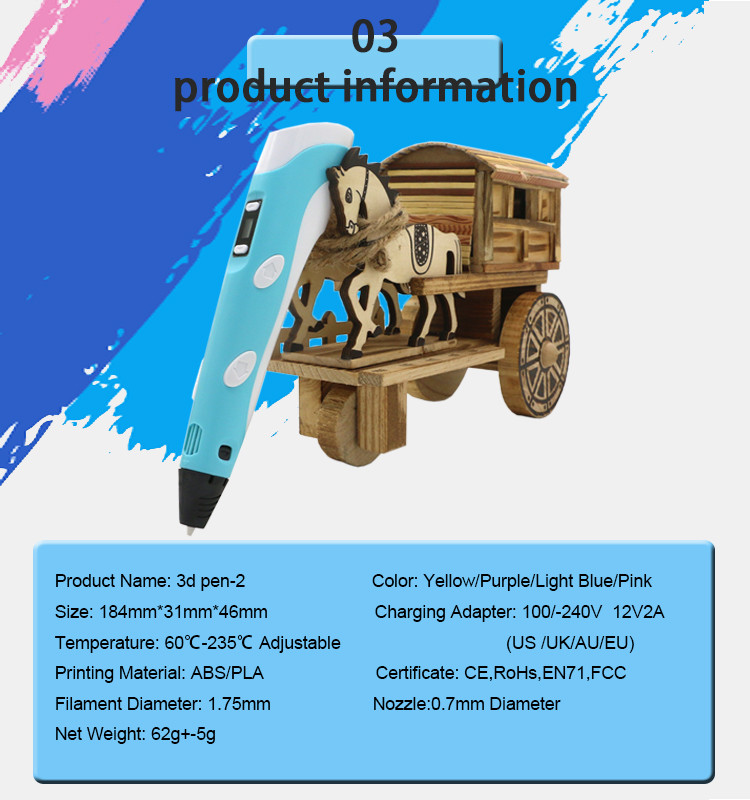 03
product information
Product Name: 3d pen-2
Color: Yellow/Purple/Light Blue/Pink
Size: 184mm*31mm*46mm
Charging Adapter: 100/-240V 12V2A
Temperature: 60℃-235℃ Adjustable
(US /UK/AU/EU)
Printing Material: ABS/PLA
Certificate: CE,RoHs,EN71,FCC
Filament Diameter: 1.75mm
Nozzle:0.7mm Diameter
Net Weight: 62g+-5g